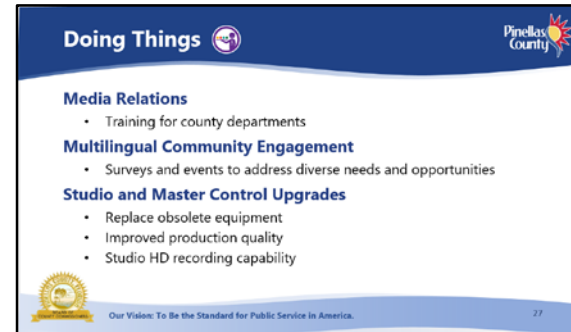 Doing Things
Pinellas
County
Media Relations
• Training for county departments
Multilingual Community Engagement
• Surveys and events to address diverse needs and opportunities
Studio and Master Control Upgrades
• Replace obsolete equipment
• Improved production quality
• Studio HD recording capability
Our Vision: To Be the Standard for Public Service in America.
27